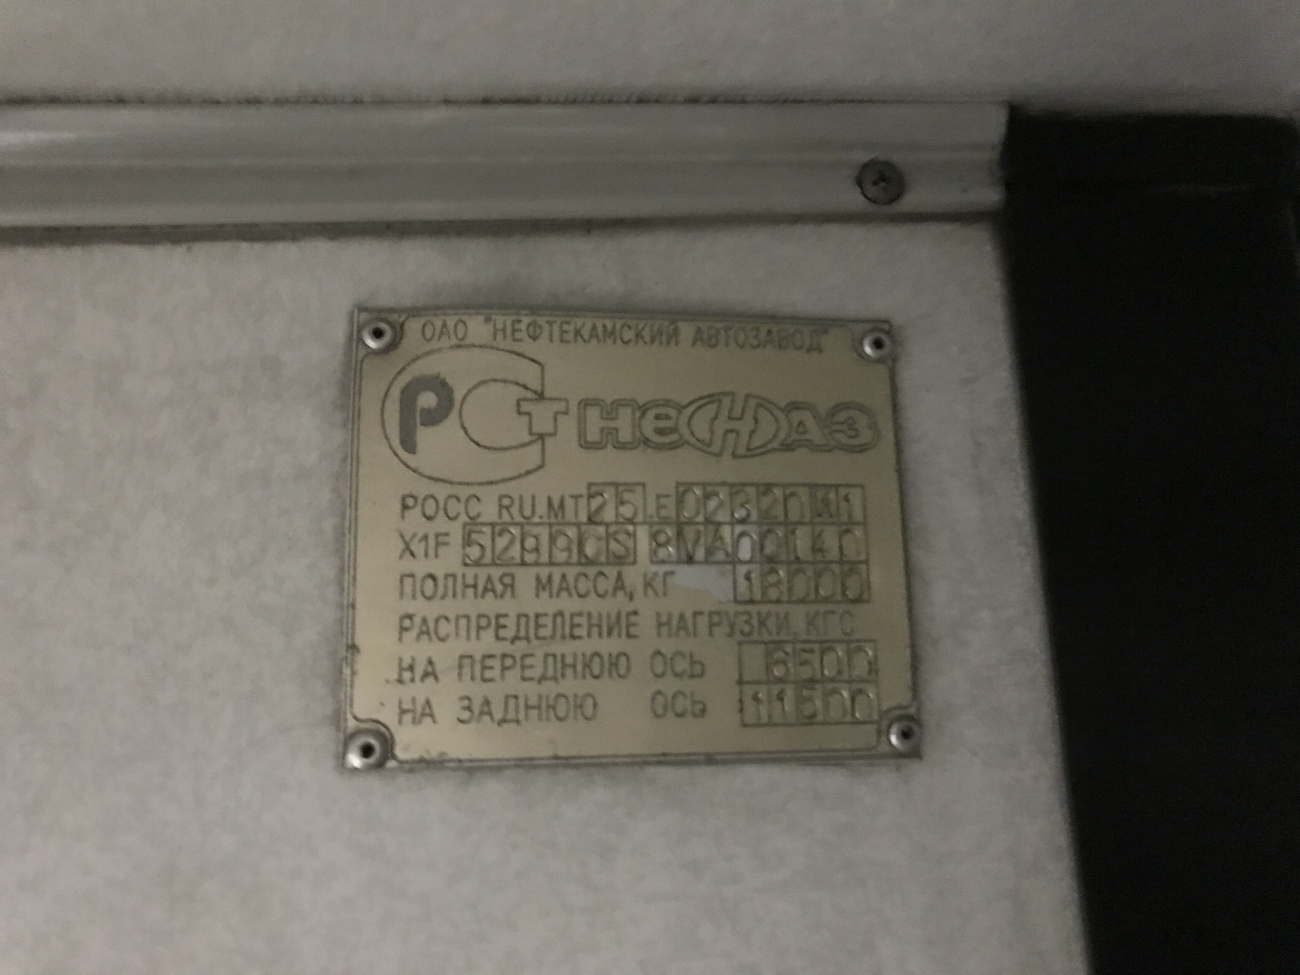 ОАО "НЕФТЕКАМСКИЙ АВТОЗАВОД"
РСТ НЕФАЗ
РОСС RU.МТ25.Е02320И1
X1F 5299CS 8VA00140
ПОЛНАЯ МАССА, КГ 18000
РАСПРЕДЕЛЕНИЕ НАГРУЗКИ, КГС
НА ПЕРЕДНЮЮ ОСЬ 6500
НА ЗАДНЮЮ ОСЬ 11500